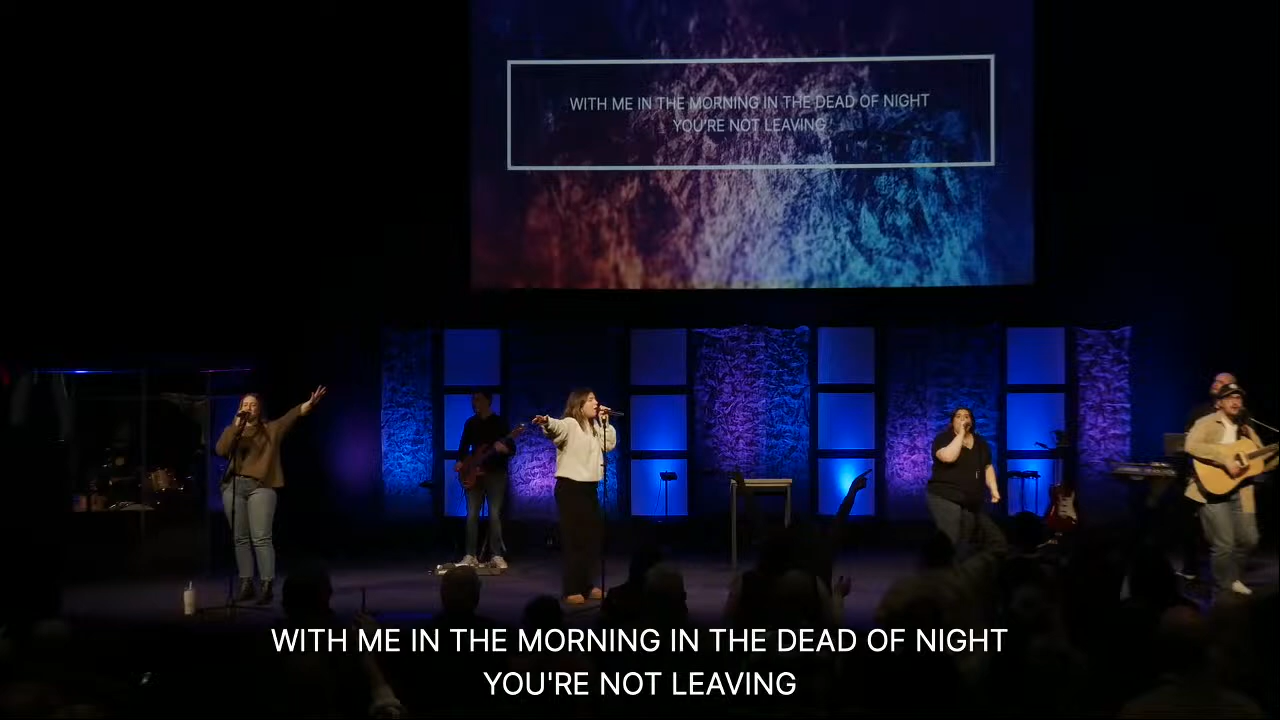 WITH ME IN THE MORNING IN THE DEAD OF NIGHT
YOU'RE NOT LEAVING
WITH ME IN THE MORNING IN THE DEAD OF NIGHT
YOU'RE NOT LEAVING